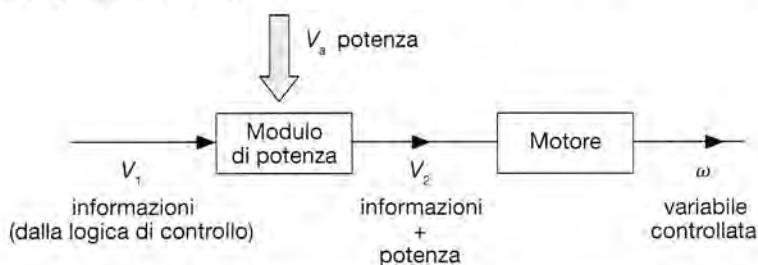 Vₐ potenza
Modulo
di potenza
Motore
V₁
V₂
ω
informazioni
(dalla logica di controllo)
informazioni
+
potenza
variabile
controllata